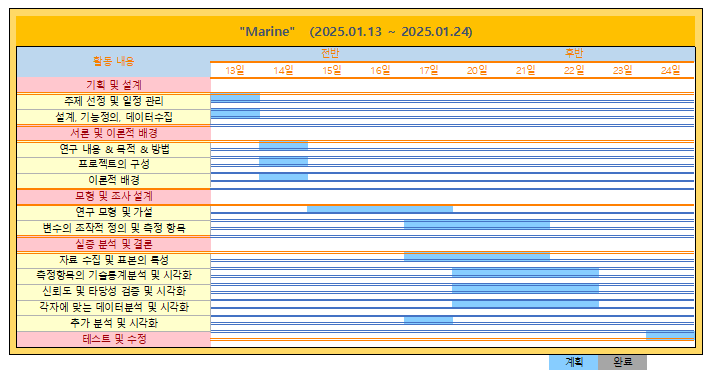 "Marine" (2025.01.13 ~ 2025.01.24)
활동 내용 전반 후반
13일 14일 15일 16일 17일 20일 21일 22일 23일 24일
기획 및 설계
주제 선정 및 일정 관리
설계, 기능정의, 데이터수집
서론 및 이론적 배경
연구 내용 & 목적 & 방법
프로젝트의 구성
이론적 배경
모형 및 조사 설계
연구 모형 및 가설
변수의 조작적 정의 및 측정 항목
실증 분석 및 결론
자료 수집 및 표본의 특성
측정항목의 기술통계분석 및 시각화
신뢰도 및 타당성 검증 및 시각화
각자에 맞는 데이터분석 및 시각화
추가 분석 및 시각화
테스트 및 수정
계획 완료